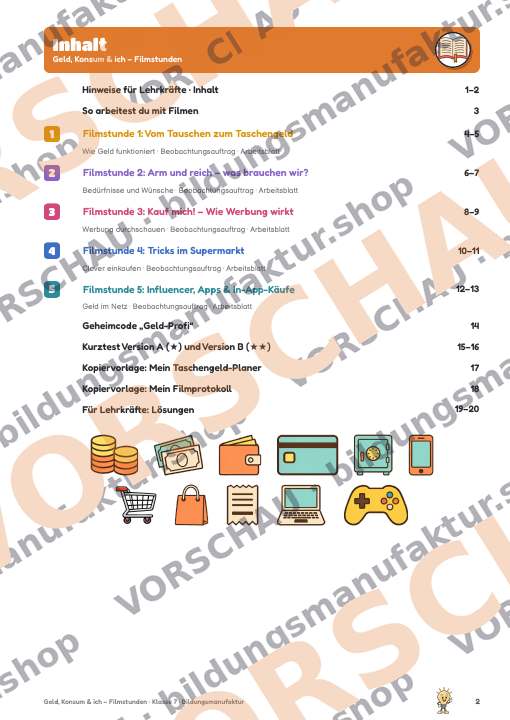 Inhalt
Geld, Konsum & ich – Filmstunden
Hinweise für Lehrkräfte · Inhalt 1–2
So arbeitest du mit Filmen 3
1 Filmstunde 1: Vom Tauschen zum Taschengeld 4–5
Wie Geld funktioniert · Beobachtungsauftrag · Arbeitsblatt
2 Filmstunde 2: Arm und reich – was brauchen wir? 6–7
Bedürfnisse und Wünsche · Beobachtungsauftrag · Arbeitsblatt
3 Filmstunde 3: Kauf mich! – Wie Werbung wirkt 8–9
Werbung durchschauen · Beobachtungsauftrag · Arbeitsblatt
4 Filmstunde 4: Tricks im Supermarkt 10–11
Clever einkaufen · Beobachtungsauftrag · Arbeitsblatt
5 Filmstunde 5: Influencer, Apps & In-App-Käufe 12–13
Geld im Netz · Beobachtungsauftrag · Arbeitsblatt
Geheimcode „Geld-Profi“ 14
Kurztest Version A (★) und Version B (★★) 15–16
Kopiervorlage: Mein Taschengeld-Planer 17
Kopiervorlage: Mein Filmprotokoll 18
Für Lehrkräfte: Lösungen 19–20
Geld, Konsum & ich – Filmstunden · Klasse 7 · Bildungsmanufaktur 2
VORSCHAU · bildungsmanufaktur.shop
VORSCHAU